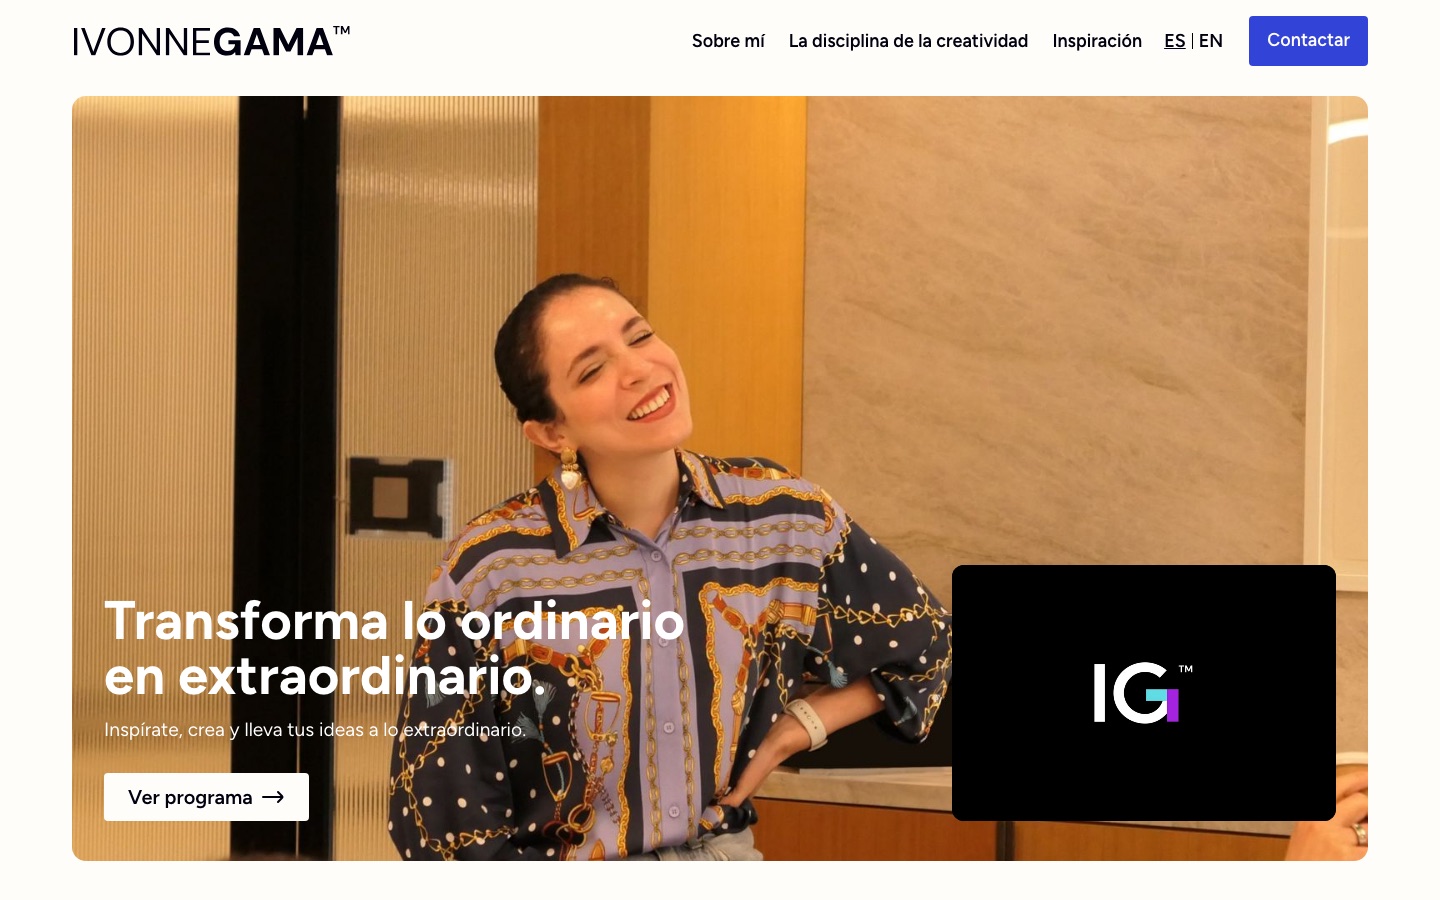 IVONNEGAMA™
Sobre mí
La disciplina de la creatividad
Inspiración
ES | EN
Contactar
Transforma lo ordinario
en extraordinario.
Inspírate, crea y lleva tus ideas a lo extraordinario.
Ver programa →
IG™